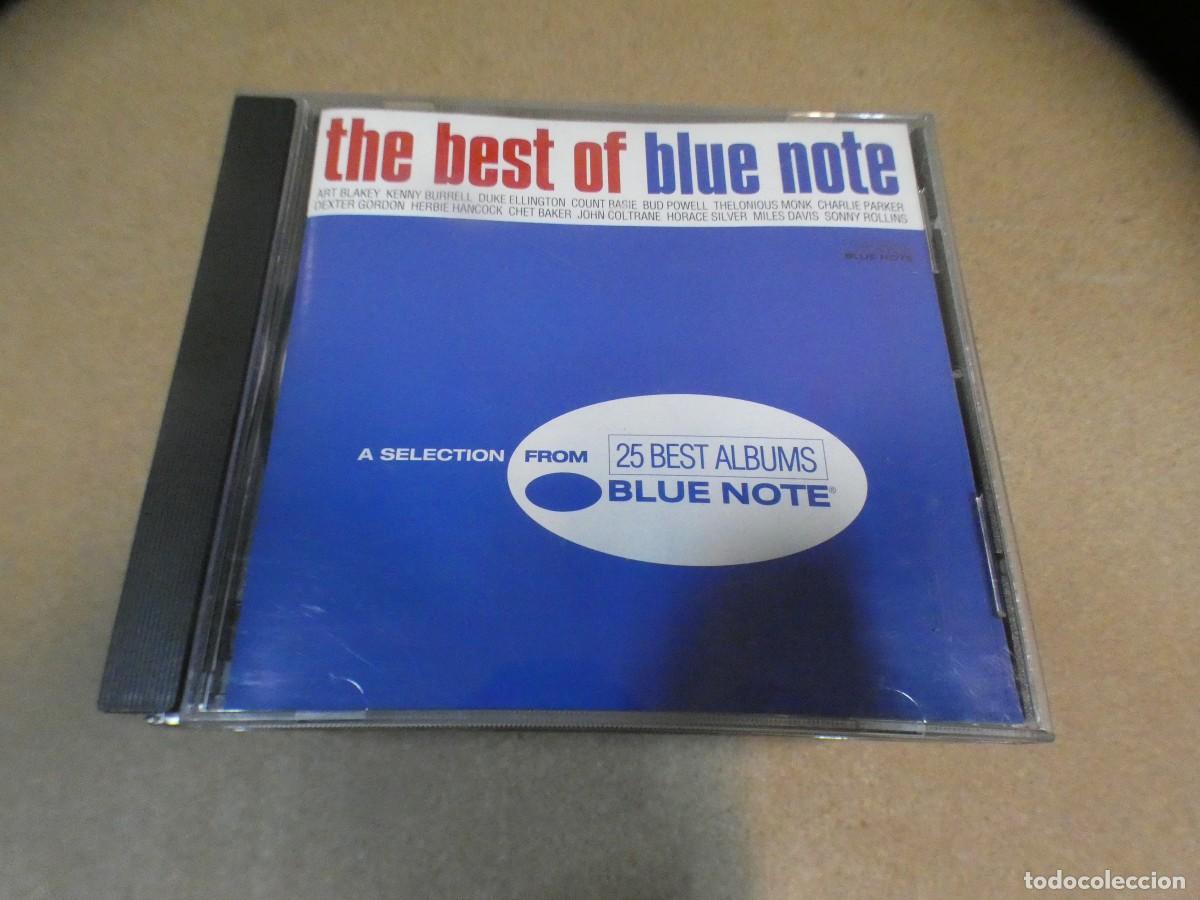 the best of blue note
ART BLAKEY KENNY BURRELL DUKE ELLINGTON COUNT BASIE BUD POWELL THELONIOUS MONK CHARLIE PARKER
DEXTER GORDON HERBIE HANCOCK CHET BAKER JOHN COLTRANE HORACE SILVER MILES DAVIS SONNY ROLLINS
BLUE NOTE
A SELECTION FROM 25 BEST ALBUMS
BLUE NOTE®
todocoleccion